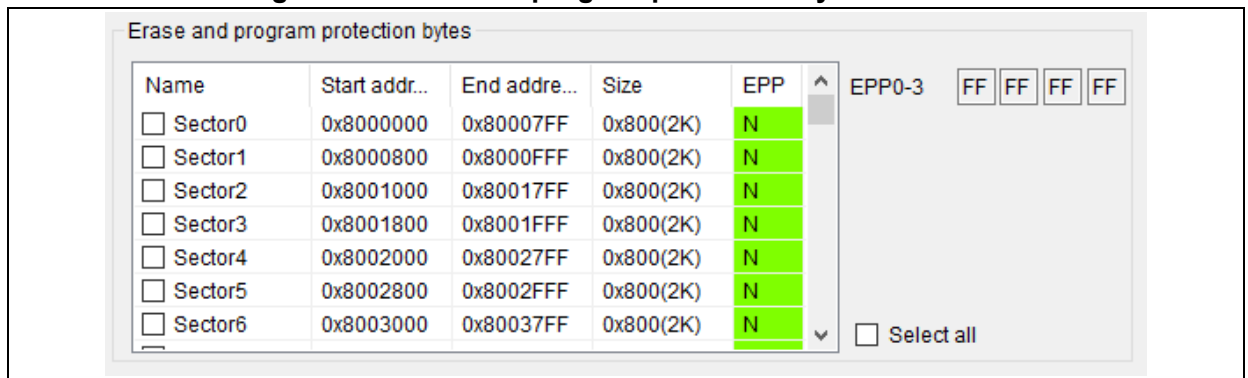 Erase and program protection bytes
Name Start addr... End addre... Size EPP EPP0-3 FF FF FF FF
Sector0 0x8000000 0x80007FF 0x800(2K) N
Sector1 0x8000800 0x8000FFF 0x800(2K) N
Sector2 0x8001000 0x80017FF 0x800(2K) N
Sector3 0x8001800 0x8001FFF 0x800(2K) N
Sector4 0x8002000 0x80027FF 0x800(2K) N
Sector5 0x8002800 0x8002FFF 0x800(2K) N
Sector6 0x8003000 0x80037FF 0x800(2K) N
Select all